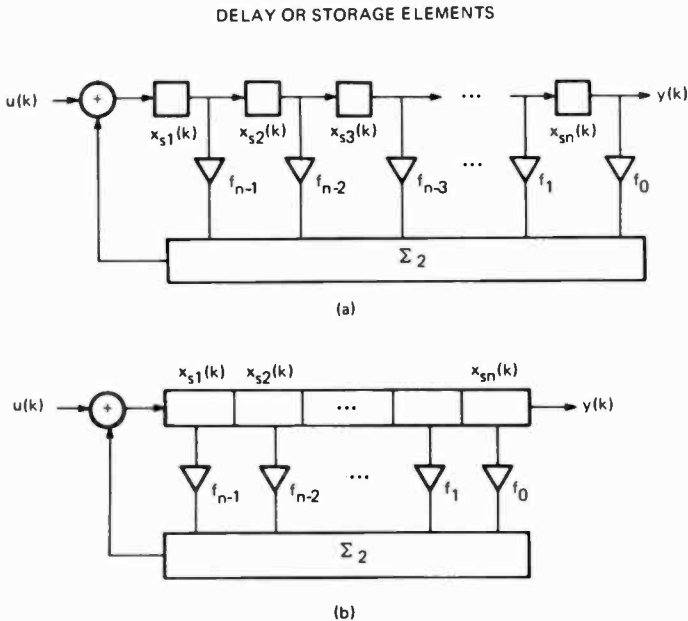 DELAY OR STORAGE ELEMENTS
u(k) + ... y(k)
x_s1(k) x_s2(k) x_s3(k) x_sn(k)
f_n-1 f_n-2 f_n-3 ... f_1 f_0
Σ_2
(a)
x_s1(k) x_s2(k) x_sn(k)
u(k) + ... y(k)
f_n-1 f_n-2 ... f_1 f_0
Σ_2
(b)